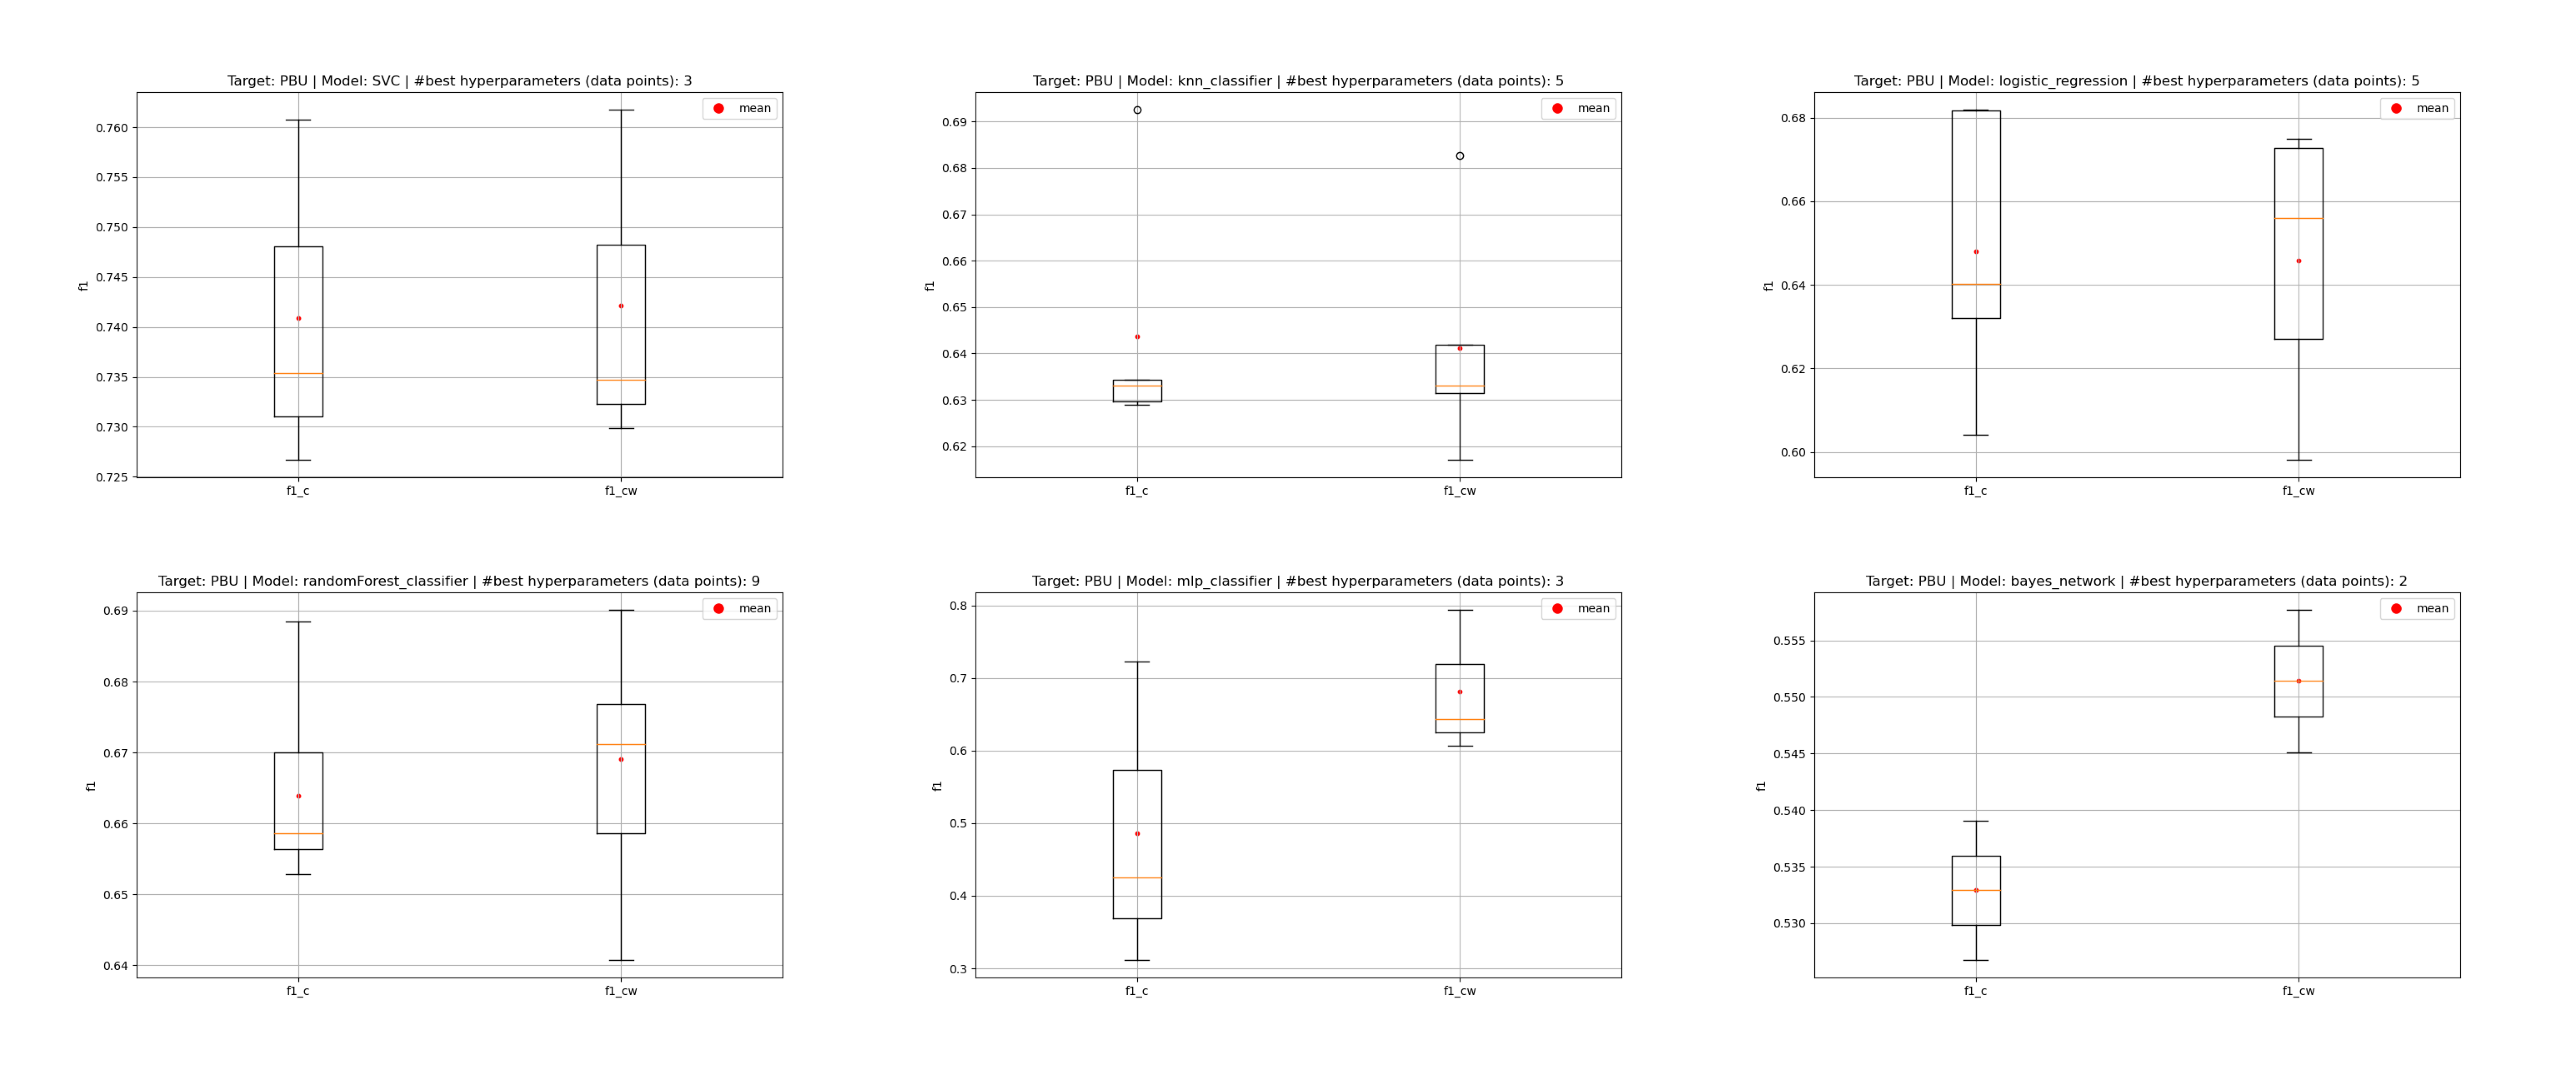 Target: PBU | Model: SVC | #best hyperparameters (data points): 3
mean
0.760
0.755
0.750
0.745
0.740
0.735
0.730
0.725
f1
f1_c f1_cw
Target: PBU | Model: knn_classifier | #best hyperparameters (data points): 5
mean
0.69
0.68
0.67
0.66
0.65
0.64
0.63
0.62
f1
f1_c f1_cw
Target: PBU | Model: logistic_regression | #best hyperparameters (data points): 5
mean
0.68
0.66
0.64
0.62
0.60
f1
f1_c f1_cw
Target: PBU | Model: randomForest_classifier | #best hyperparameters (data points): 9
mean
0.69
0.68
0.67
0.66
0.65
0.64
f1
f1_c f1_cw
Target: PBU | Model: mlp_classifier | #best hyperparameters (data points): 3
mean
0.8
0.7
0.6
0.5
0.4
0.3
f1
f1_c f1_cw
Target: PBU | Model: bayes_network | #best hyperparameters (data points): 2
mean
0.555
0.550
0.545
0.540
0.535
0.530
f1
f1_c f1_cw